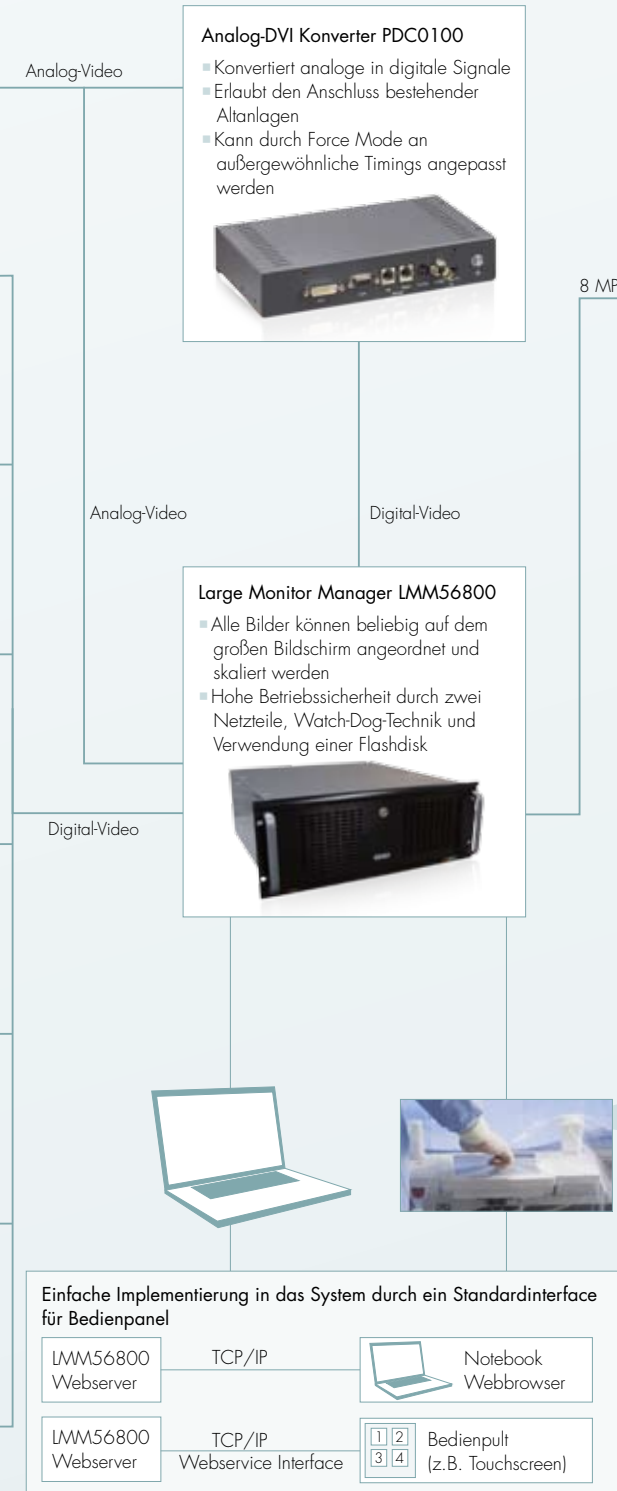 Analog-DVI Konverter PDC0100
Analog-Video
Konvertiert analoge in digitale Signale
Erlaubt den Anschluss bestehender
Altanlagen
Kann durch Force Mode an
außergewöhnliche Timings angepasst
werden
8 MP
Analog-Video
Digital-Video
Large Monitor Manager LMM56800
Alle Bilder können beliebig auf dem
großen Bildschirm angeordnet und
skaliert werden
Hohe Betriebssicherheit durch zwei
Netzteile, Watch-Dog-Technik und
Verwendung einer Flashdisk
Digital-Video
Einfache Implementierung in das System durch ein Standardinterface
für Bedienpanel
LMM56800
Webserver
TCP/IP
Notebook
Webbrowser
LMM56800
Webserver
TCP/IP
Webservice Interface
1 2
3 4
Bedienpult
(z.B. Touchscreen)